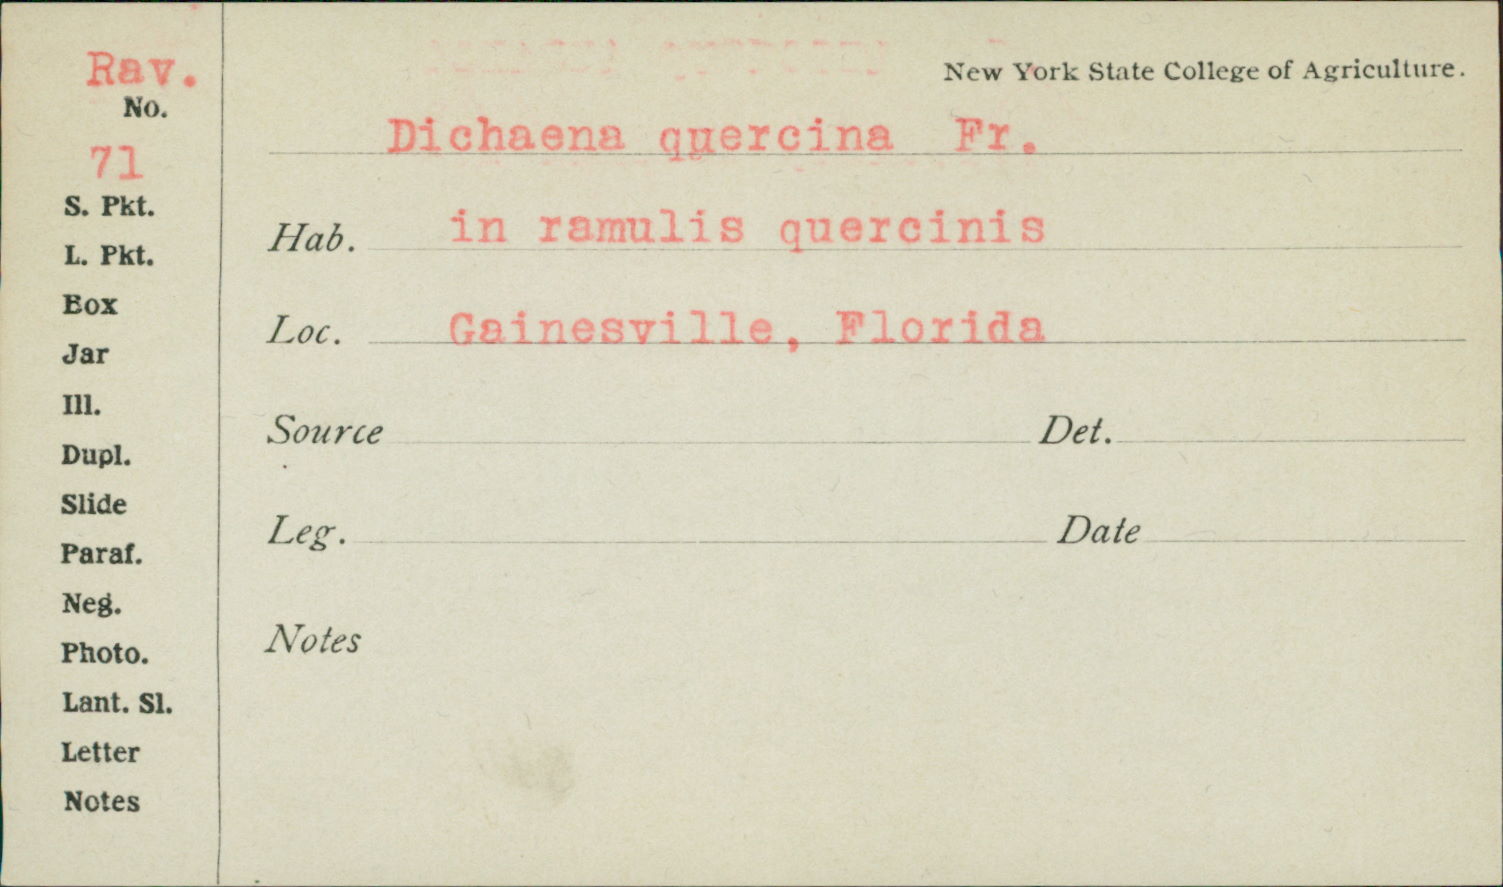 Rav.
No.
71
S. Pkt.
L. Pkt.
Box
Jar
Ill.
Dupl.
Slide
Paraf.
Neg.
Photo.
Lant. Sl.
Letter
Notes
New York State College of Agriculture.
Dichaena quercina Fr.
Hab. in ramulis quercinis
Loc. Gainesville, Florida
Source Det.
Leg. Date
Notes